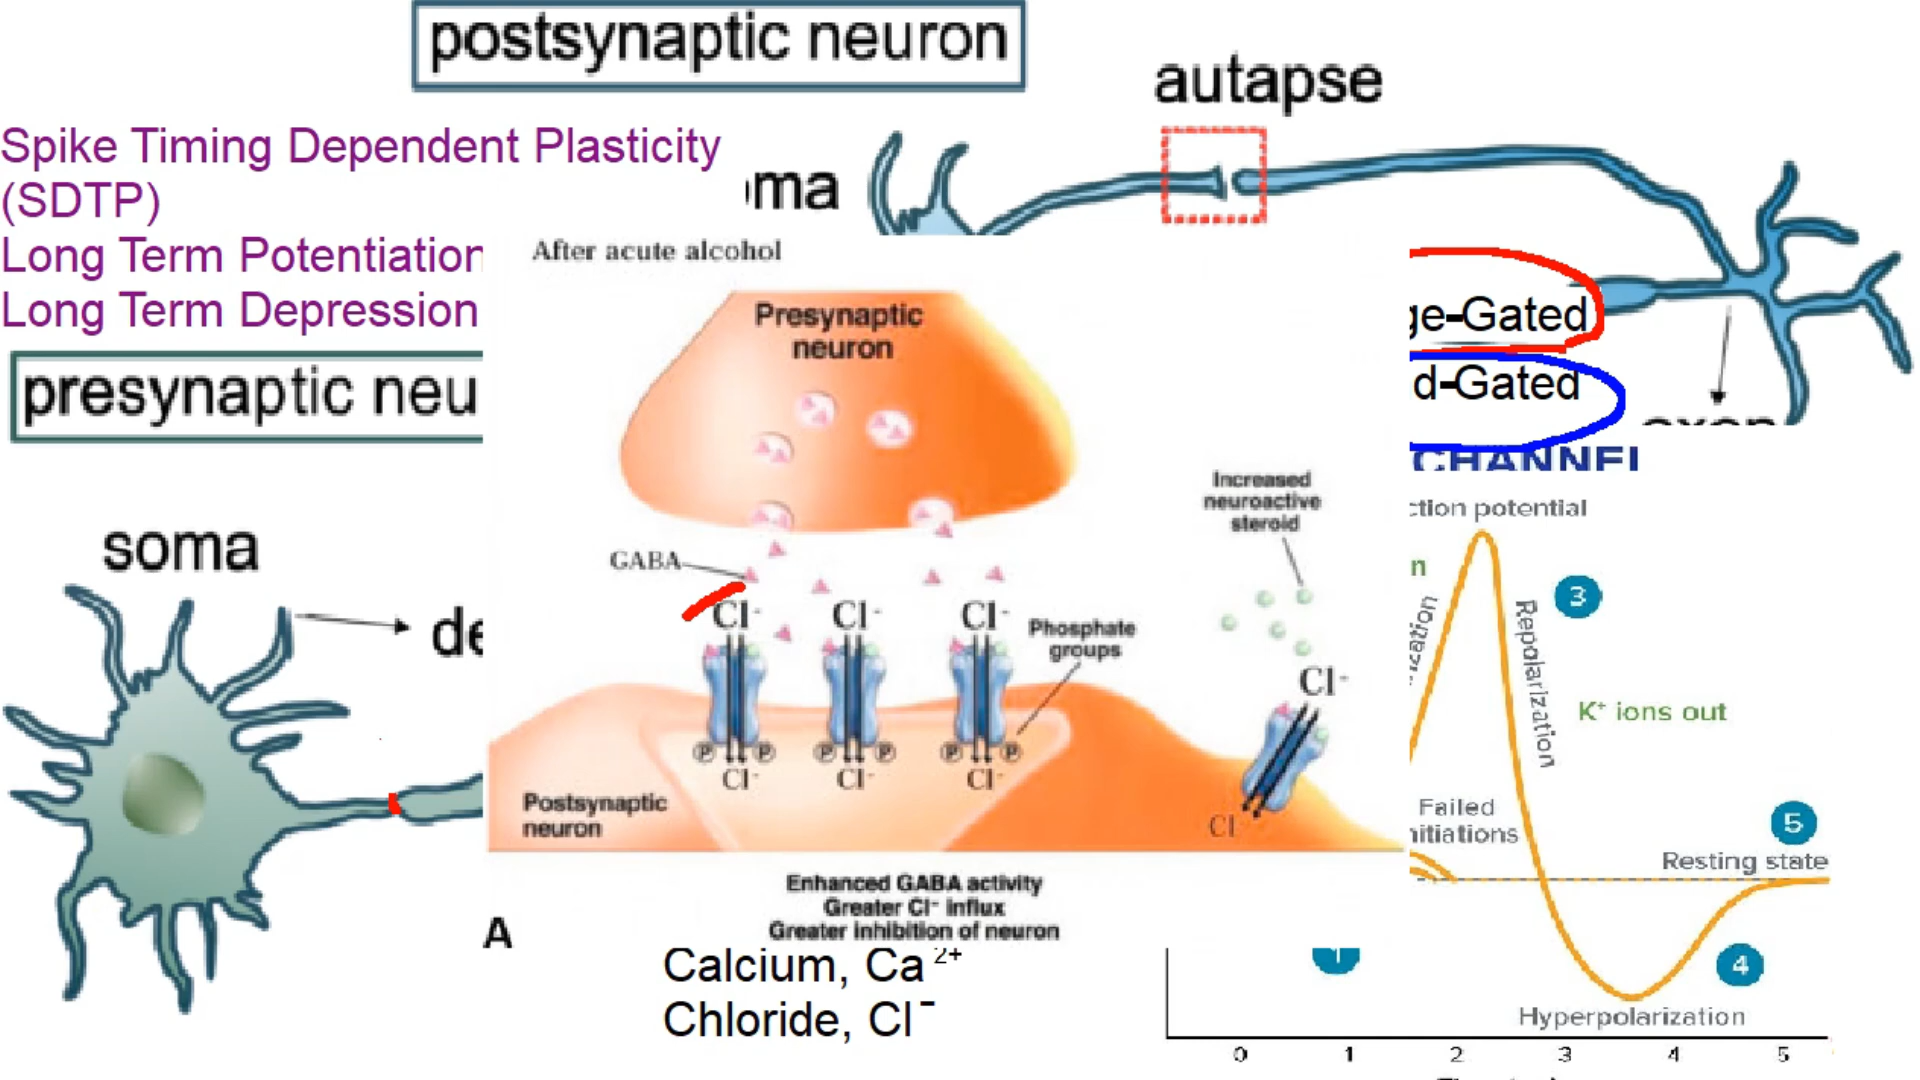 postsynaptic neuron
autapse
Spike Timing Dependent Plasticity
(SDTP)
Long Term Potentiation
Long Term Depression
oma
presynaptic neu
After acute alcohol
Presynaptic
neuron
ge-Gated
d-Gated
CHANNEL
ction potential
Increased
neuroactive
steroid
GABA
Cl⁻
Cl⁻
Cl⁻
Phosphate
groups
Cl⁻
P
P
P
P
P
P
Cl⁻
Cl⁻
Cl⁻
Cl
Postsynaptic
neuron
Enhanced GABA activity
Greater Cl⁻ influx
Greater inhibition of neuron
A
soma
de
Calcium, Ca²⁺
Chloride, Cl⁻
n
zation
3
Repolarization
K⁺ ions out
Failed
nitiations
5
Resting state
1
4
Hyperpolarization
0 1 2 3 4 5